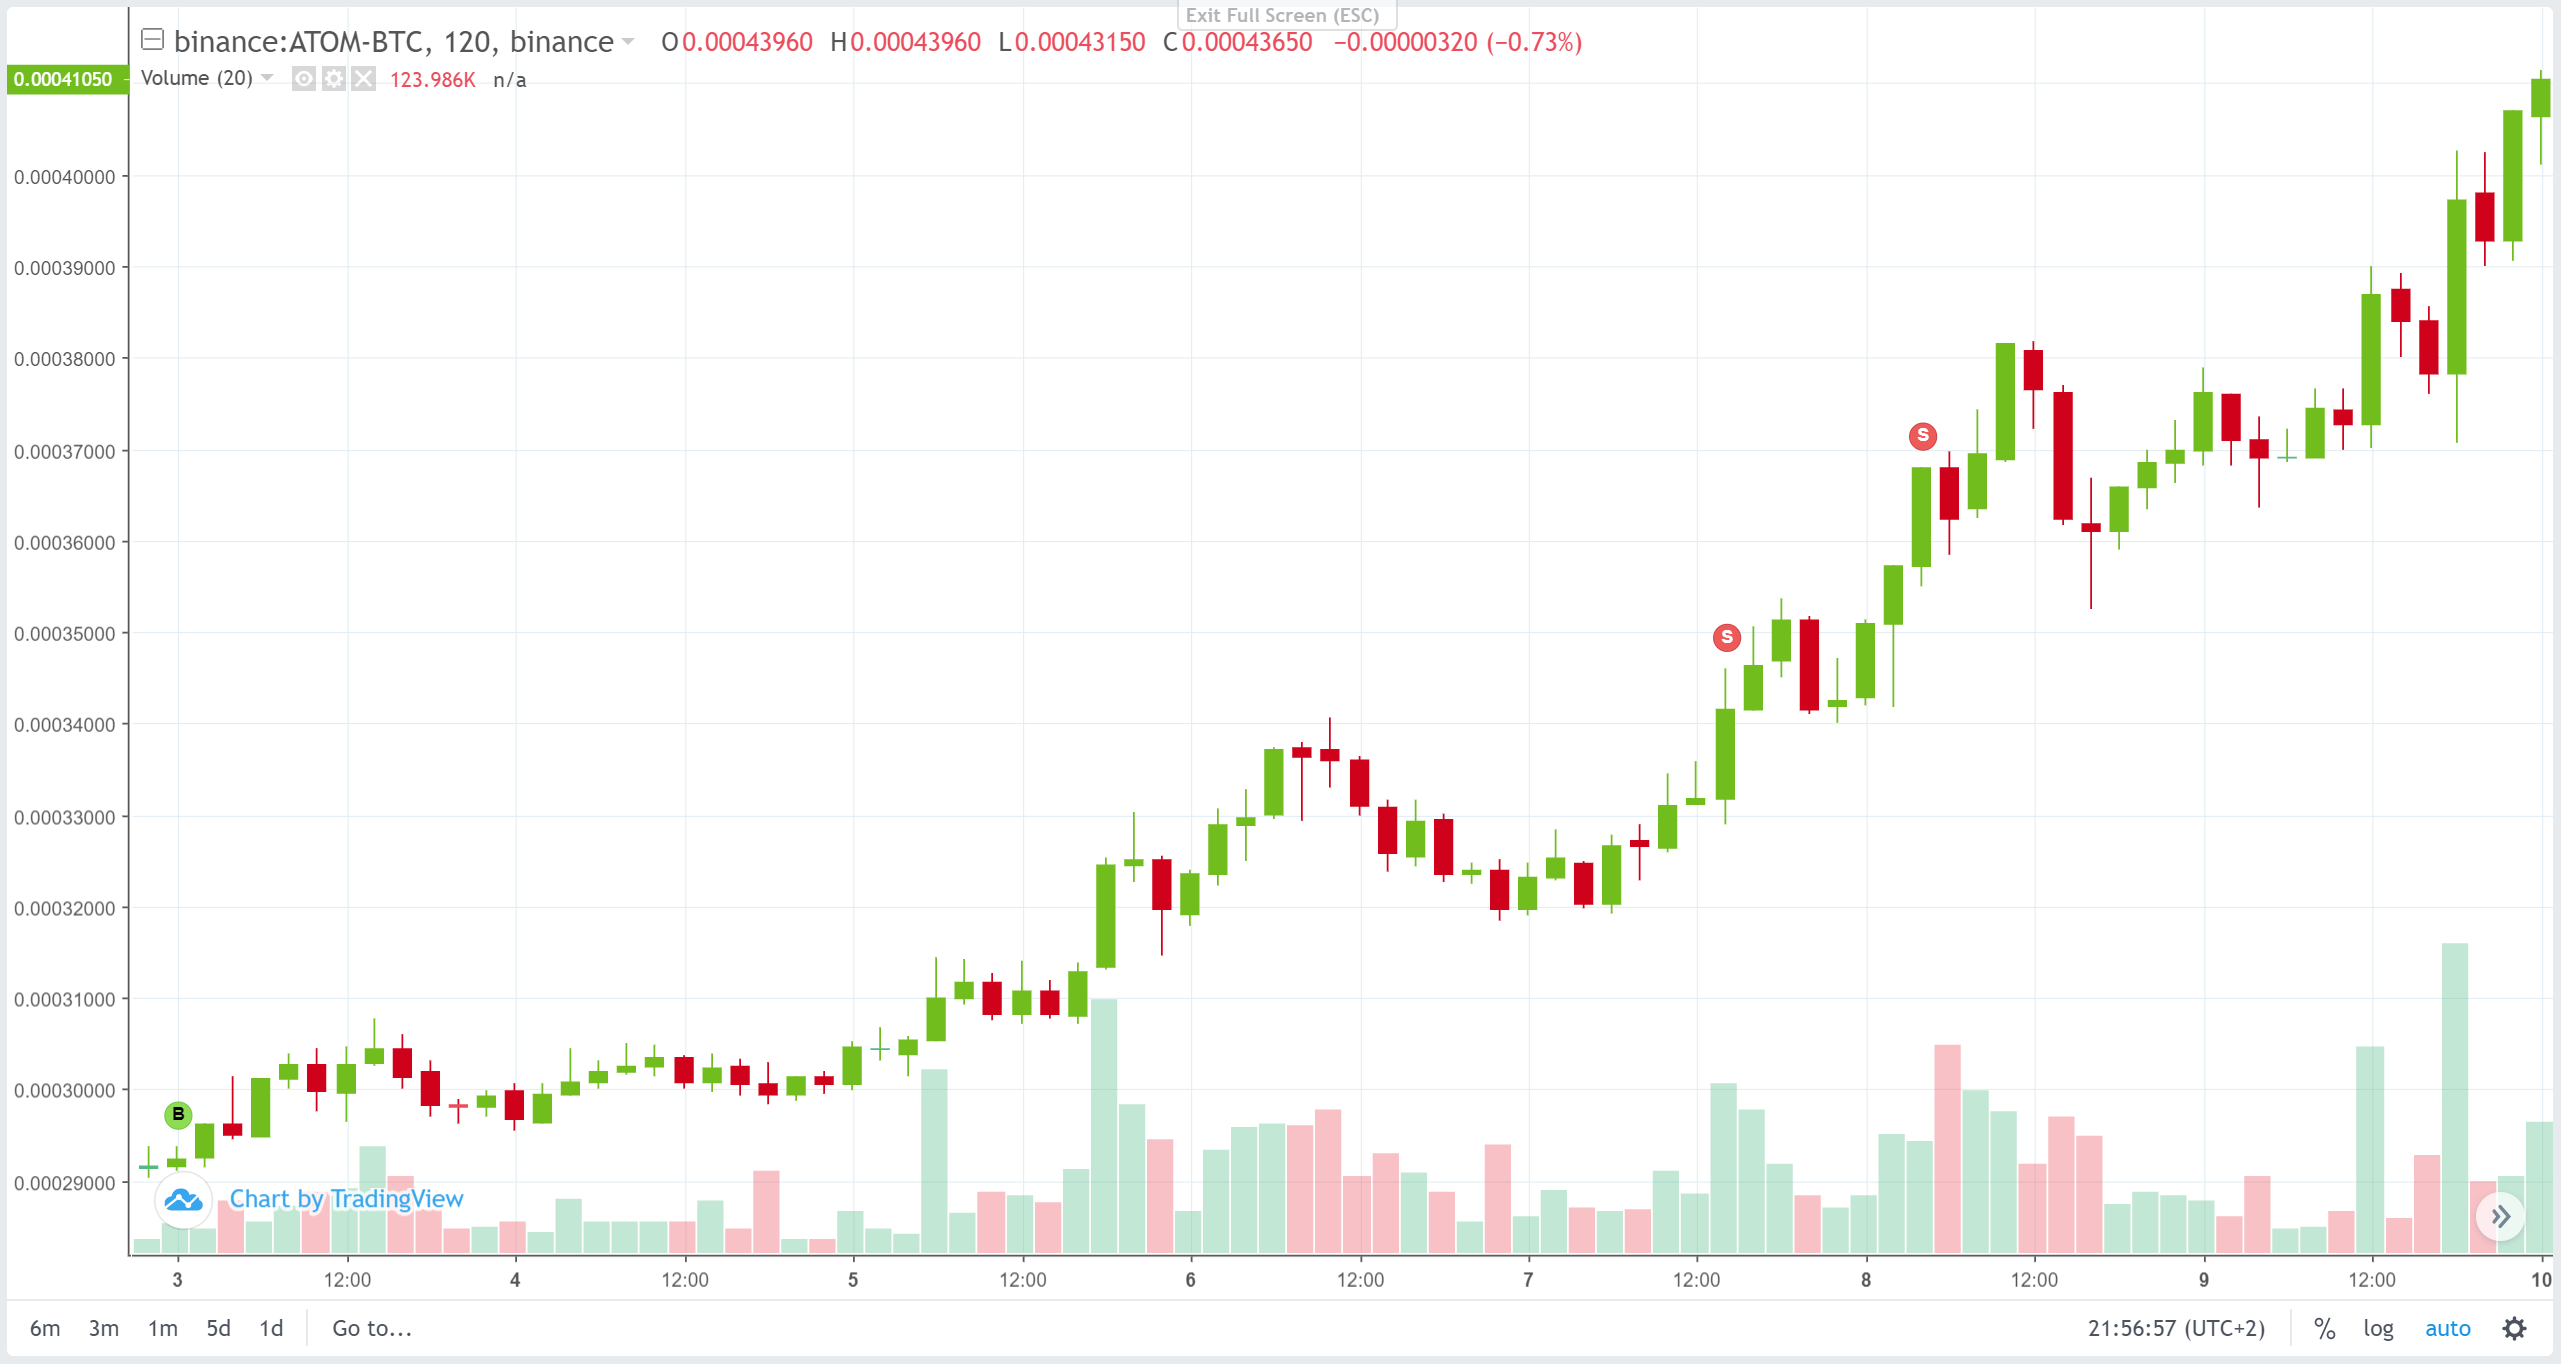 Exit Full Screen (ESC)
binance:ATOM-BTC, 120, binance O0.00043960 H0.00043960 L0.00043150 C0.00043650 −0.00000320 (−0.73%)
Volume (20) 123.986K n/a
0.00041050
0.00040000
0.00039000
0.00038000
0.00037000
0.00036000
0.00035000
0.00034000
0.00033000
0.00032000
0.00031000
0.00030000
0.00029000
S
S
B
Chart by TradingView
3 12:00 4 12:00 5 12:00 6 12:00 7 12:00 8 12:00 9 12:00 10
6m 3m 1m 5d 1d Go to... 21:56:57 (UTC+2) % log auto